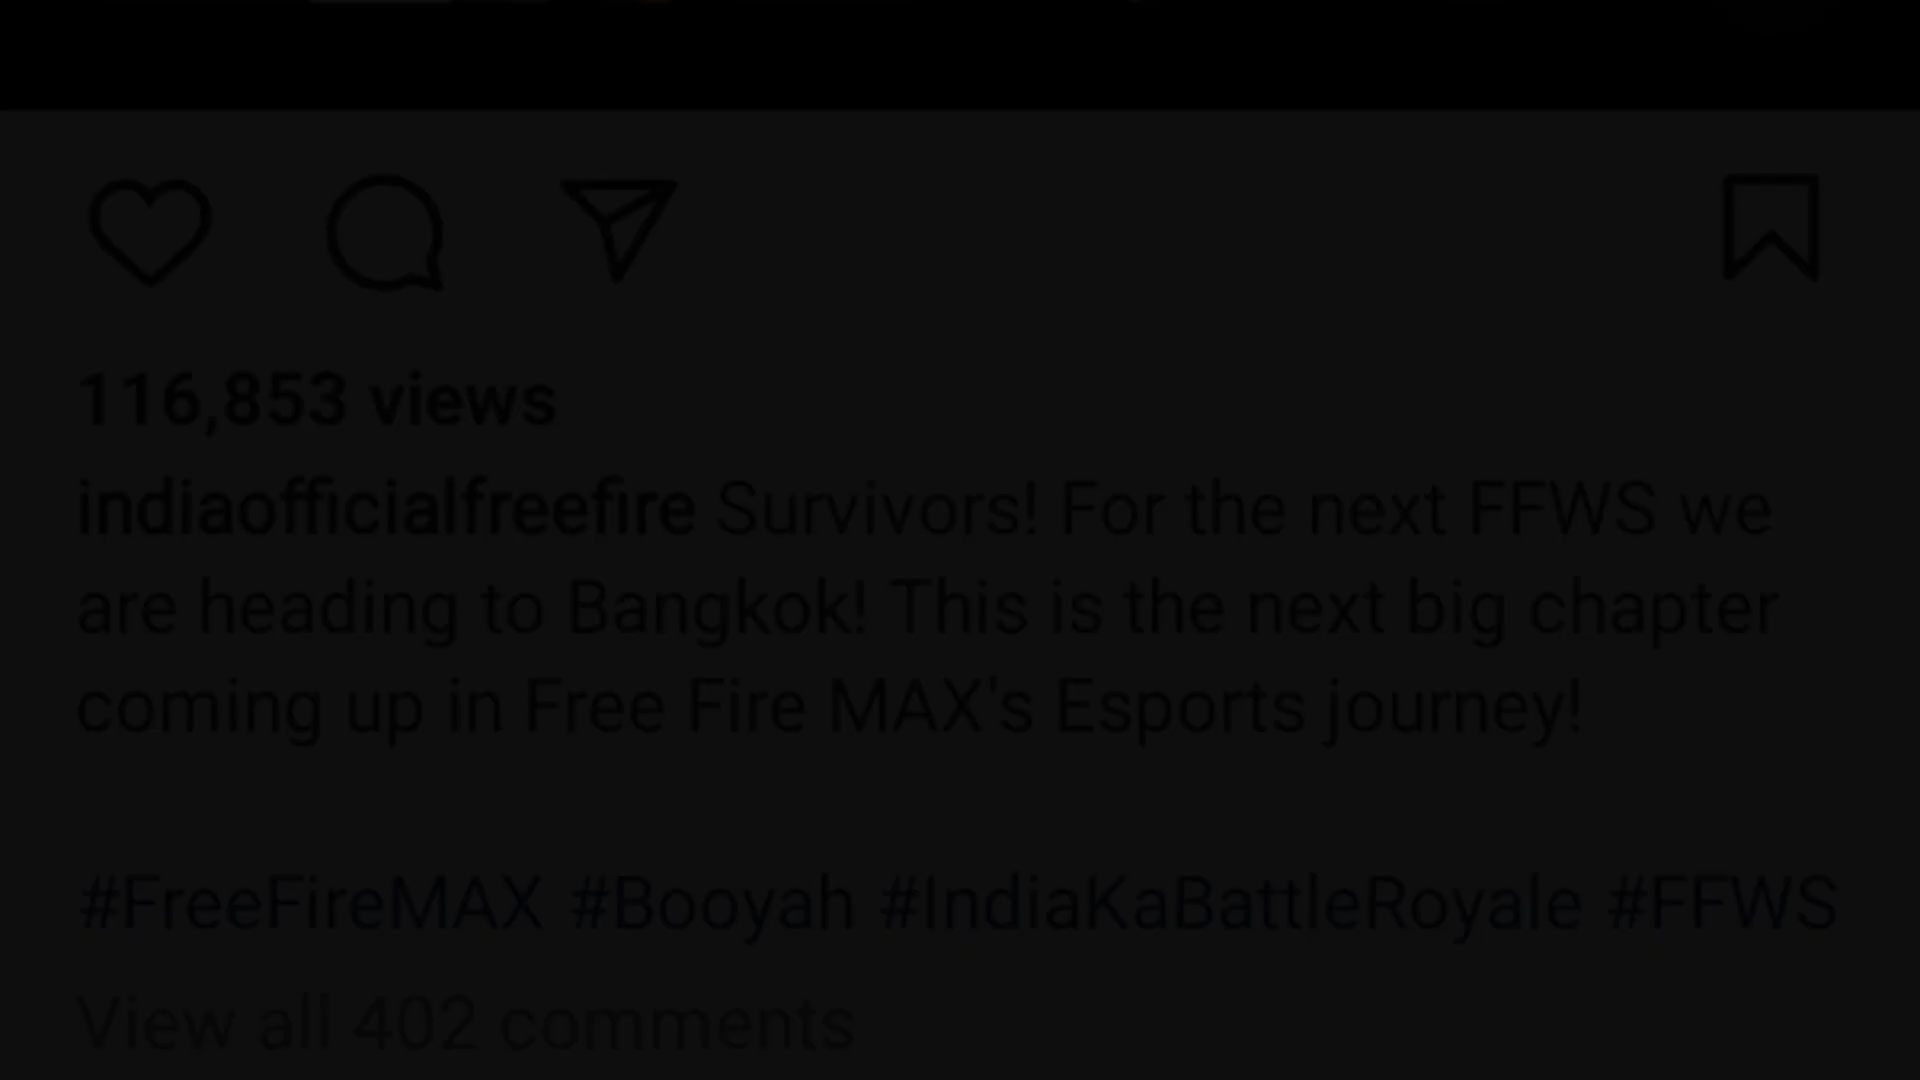 116,853 views
indiaofficialfreefire Survivors! For the next FFWS we
are heading to Bangkok! This is the next big chapter
coming up in Free Fire MAX's Esports journey!
#FreeFireMAX #Booyah #IndiaKaBattleRoyale #FFWS
View all 402 comments